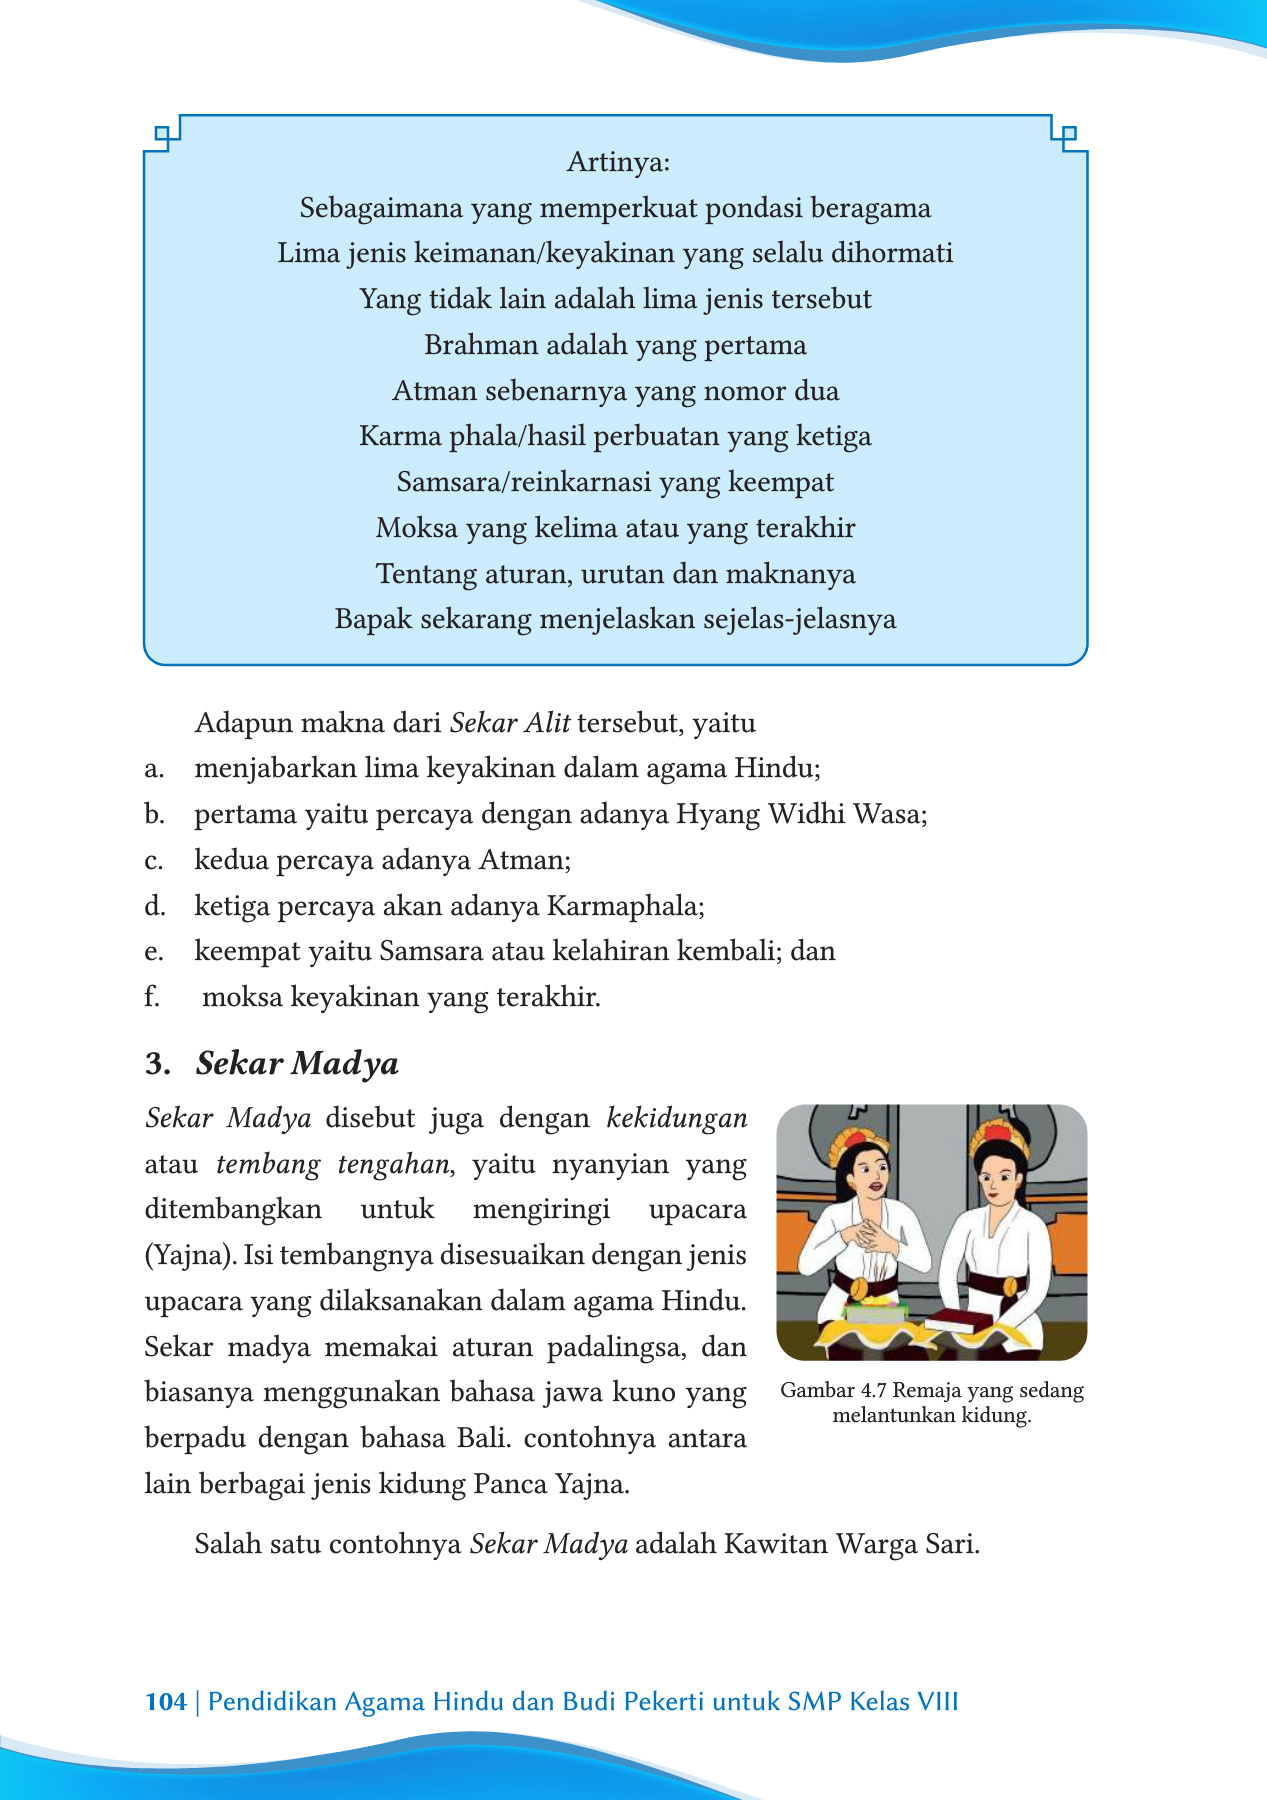 Artinya:
Sebagaimana yang memperkuat pondasi beragama
Lima jenis keimanan/keyakinan yang selalu dihormati
Yang tidak lain adalah lima jenis tersebut
Brahman adalah yang pertama
Atman sebenarnya yang nomor dua
Karma phala/hasil perbuatan yang ketiga
Samsara/reinkarnasi yang keempat
Moksa yang kelima atau yang terakhir
Tentang aturan, urutan dan maknanya
Bapak sekarang menjelaskan sejelas-jelasnya
Adapun makna dari Sekar Alit tersebut, yaitu
a. menjabarkan lima keyakinan dalam agama Hindu;
b. pertama yaitu percaya dengan adanya Hyang Widhi Wasa;
c. kedua percaya adanya Atman;
d. ketiga percaya akan adanya Karmaphala;
e. keempat yaitu Samsara atau kelahiran kembali; dan
f. moksa keyakinan yang terakhir.
3. Sekar Madya
Sekar Madya disebut juga dengan kekidungan
atau tembang tengahan, yaitu nyanyian yang
ditembangkan untuk mengiringi upacara
(Yajna). Isi tembangnya disesuaikan dengan jenis
upacara yang dilaksanakan dalam agama Hindu.
Sekar madya memakai aturan padalingsa, dan
biasanya menggunakan bahasa jawa kuno yang
berpadu dengan bahasa Bali. contohnya antara
lain berbagai jenis kidung Panca Yajna.
Gambar 4.7 Remaja yang sedang
melantunkan kidung.
Salah satu contohnya Sekar Madya adalah Kawitan Warga Sari.
104 | Pendidikan Agama Hindu dan Budi Pekerti untuk SMP Kelas VIII